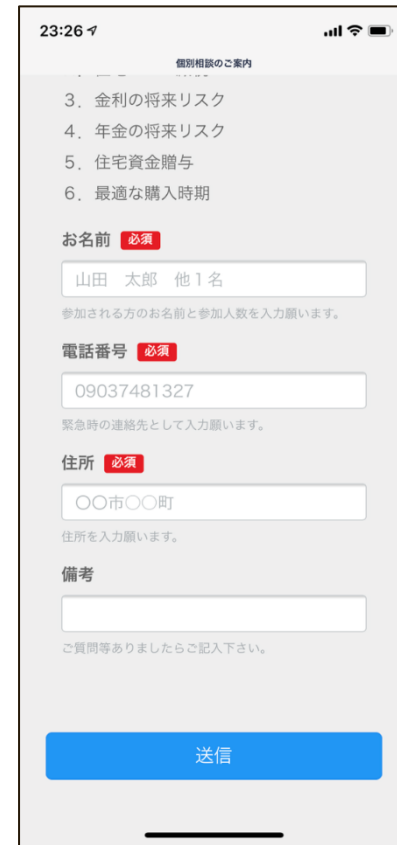 23:26
個別相談のご案内
3．金利の将来リスク
4．年金の将来リスク
5．住宅資金贈与
6．最適な購入時期
お名前 必須
山田　太郎　他１名
参加される方のお名前と参加人数を入力願います。
電話番号 必須
09037481327
緊急時の連絡先として入力願います。
住所 必須
〇〇市〇〇町
住所を入力願います。
備考
ご質問等ありましたらご記入下さい。
送信